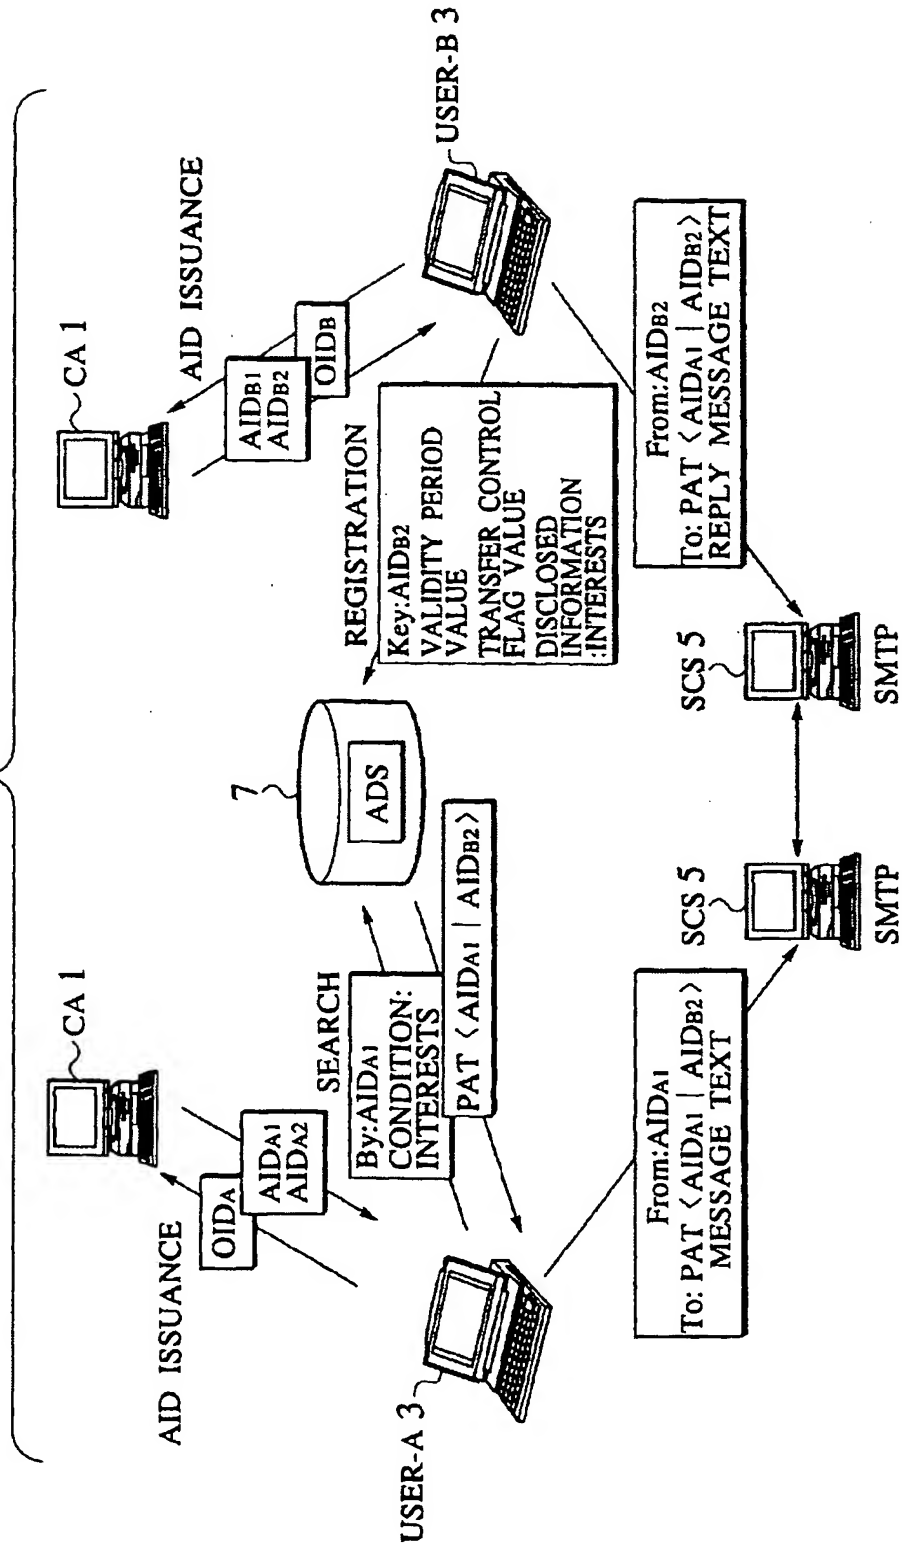 CA 1
AID ISSUANCE
OIDA
AIDA1
AIDA2
USER-A 3
SEARCH
By:AIDA1
CONDITION:
INTERESTS
PAT ⟨AIDA1 | AIDB2⟩
7
ADS
CA 1
AID ISSUANCE
AIDB1
AIDB2
OIDB
USER-B 3
REGISTRATION
Key:AIDB2
VALIDITY PERIOD
VALUE
TRANSFER CONTROL
FLAG VALUE
DISCLOSED
INFORMATION
:INTERESTS
From:AIDA1
To: PAT ⟨AIDA1 | AIDB2⟩
MESSAGE TEXT
SCS 5
SMTP
SCS 5
SMTP
From:AIDB2
To: PAT ⟨AIDA1 | AIDB2⟩
REPLY MESSAGE TEXT